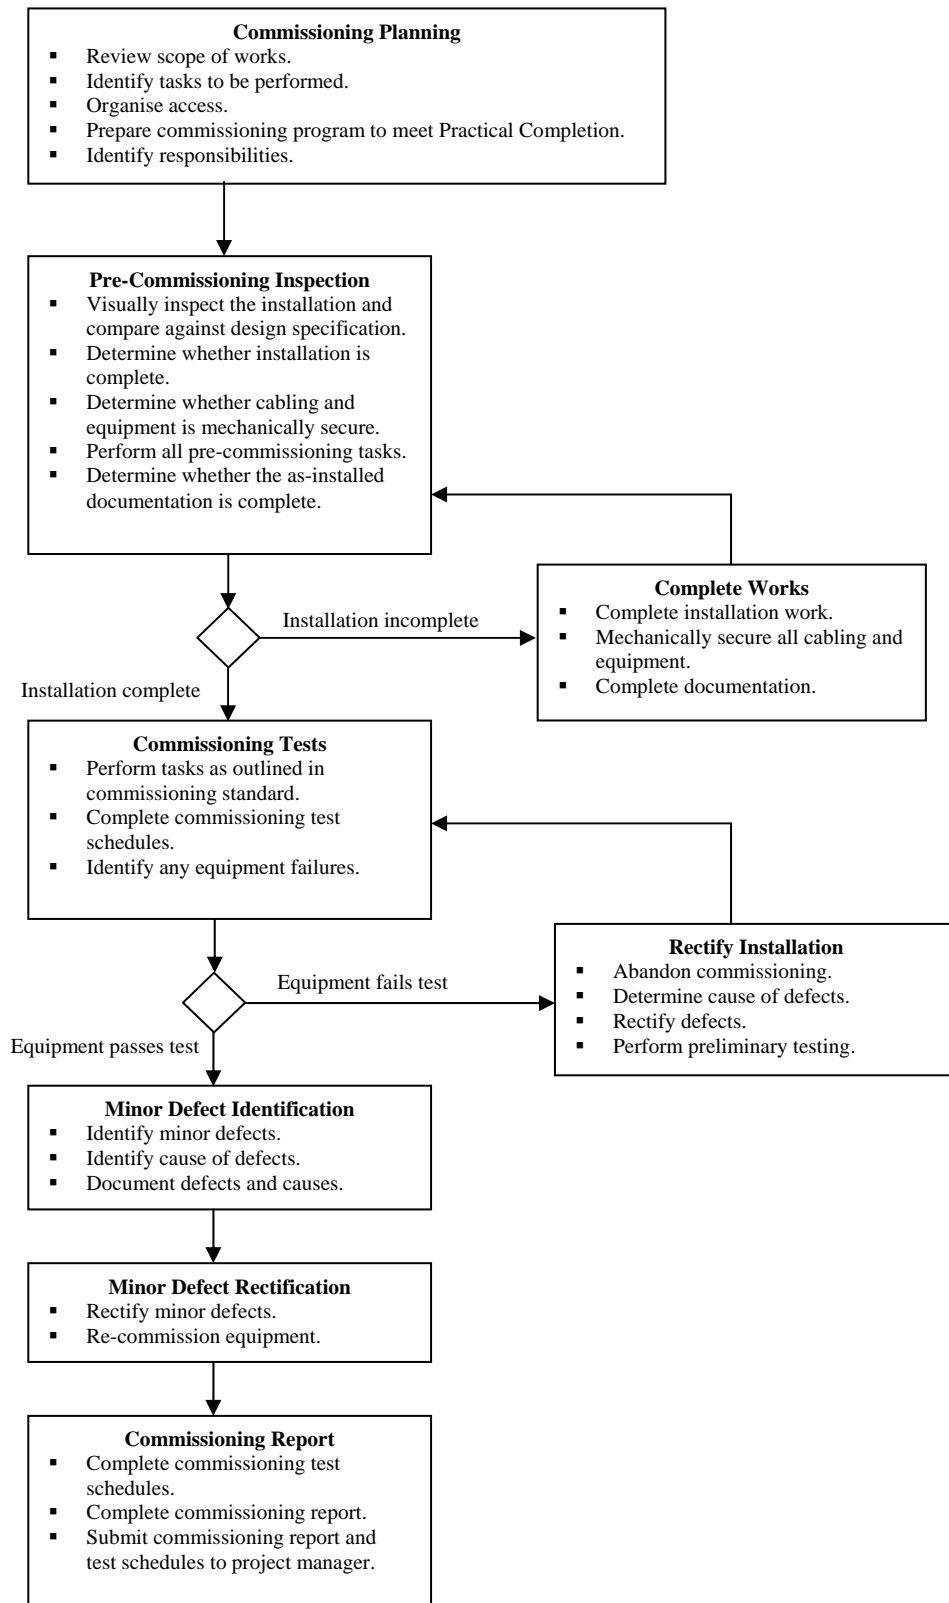 Commissioning Planning
▪ Review scope of works.
▪ Identify tasks to be performed.
▪ Organise access.
▪ Prepare commissioning program to meet Practical Completion.
▪ Identify responsibilities.
Pre-Commissioning Inspection
▪ Visually inspect the installation and
compare against design specification.
▪ Determine whether installation is
complete.
▪ Determine whether cabling and
equipment is mechanically secure.
▪ Perform all pre-commissioning tasks.
▪ Determine whether the as-installed
documentation is complete.
Installation incomplete
Complete Works
▪ Complete installation work.
▪ Mechanically secure all cabling and
equipment.
▪ Complete documentation.
Installation complete
Commissioning Tests
▪ Perform tasks as outlined in
commissioning standard.
▪ Complete commissioning test
schedules.
▪ Identify any equipment failures.
Equipment fails test
Rectify Installation
▪ Abandon commissioning.
▪ Determine cause of defects.
▪ Rectify defects.
▪ Perform preliminary testing.
Equipment passes test
Minor Defect Identification
▪ Identify minor defects.
▪ Identify cause of defects.
▪ Document defects and causes.
Minor Defect Rectification
▪ Rectify minor defects.
▪ Re-commission equipment.
Commissioning Report
▪ Complete commissioning test
schedules.
▪ Complete commissioning report.
▪ Submit commissioning report and
test schedules to project manager.